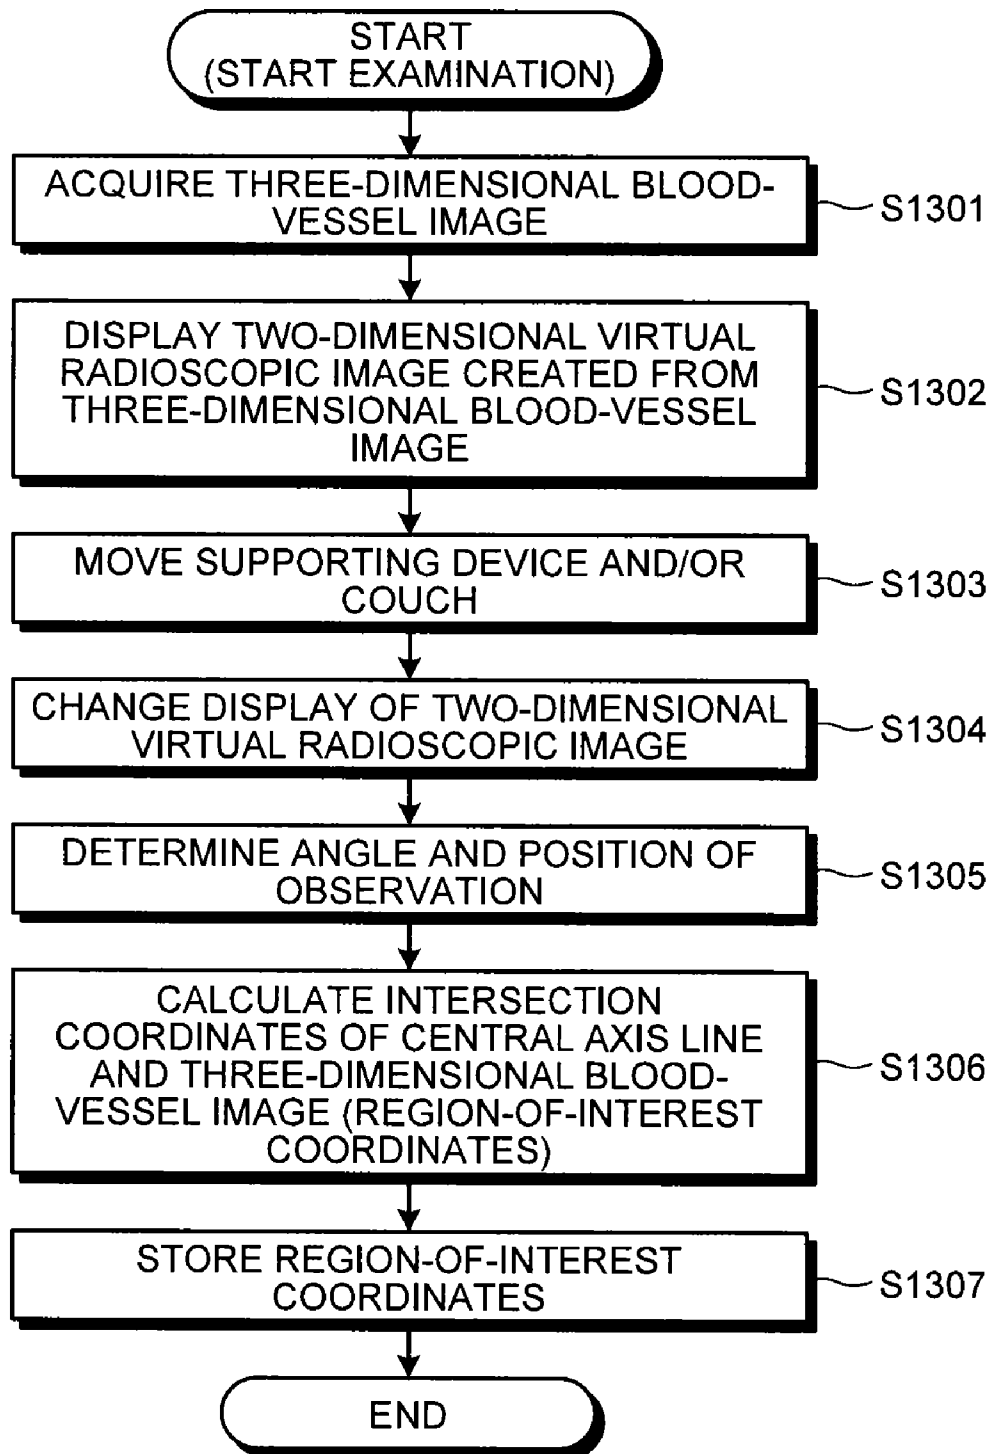 START
(START EXAMINATION)
ACQUIRE THREE-DIMENSIONAL BLOOD-
VESSEL IMAGE
S1301
DISPLAY TWO-DIMENSIONAL VIRTUAL
RADIOSCOPIC IMAGE CREATED FROM
THREE-DIMENSIONAL BLOOD-VESSEL
IMAGE
S1302
MOVE SUPPORTING DEVICE AND/OR
COUCH
S1303
CHANGE DISPLAY OF TWO-DIMENSIONAL
VIRTUAL RADIOSCOPIC IMAGE
S1304
DETERMINE ANGLE AND POSITION OF
OBSERVATION
S1305
CALCULATE INTERSECTION
COORDINATES OF CENTRAL AXIS LINE
AND THREE-DIMENSIONAL BLOOD-
VESSEL IMAGE (REGION-OF-INTEREST
COORDINATES)
S1306
STORE REGION-OF-INTEREST
COORDINATES
S1307
END